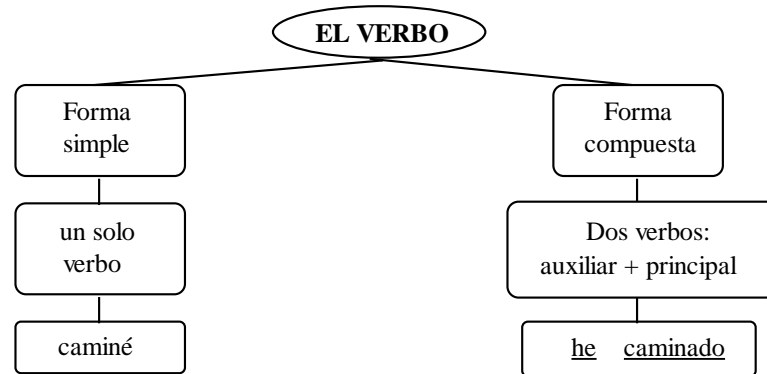 EL VERBO
Forma
simple
un solo
verbo
caminé
Forma
compuesta
Dos verbos:
auxiliar + principal
he caminado